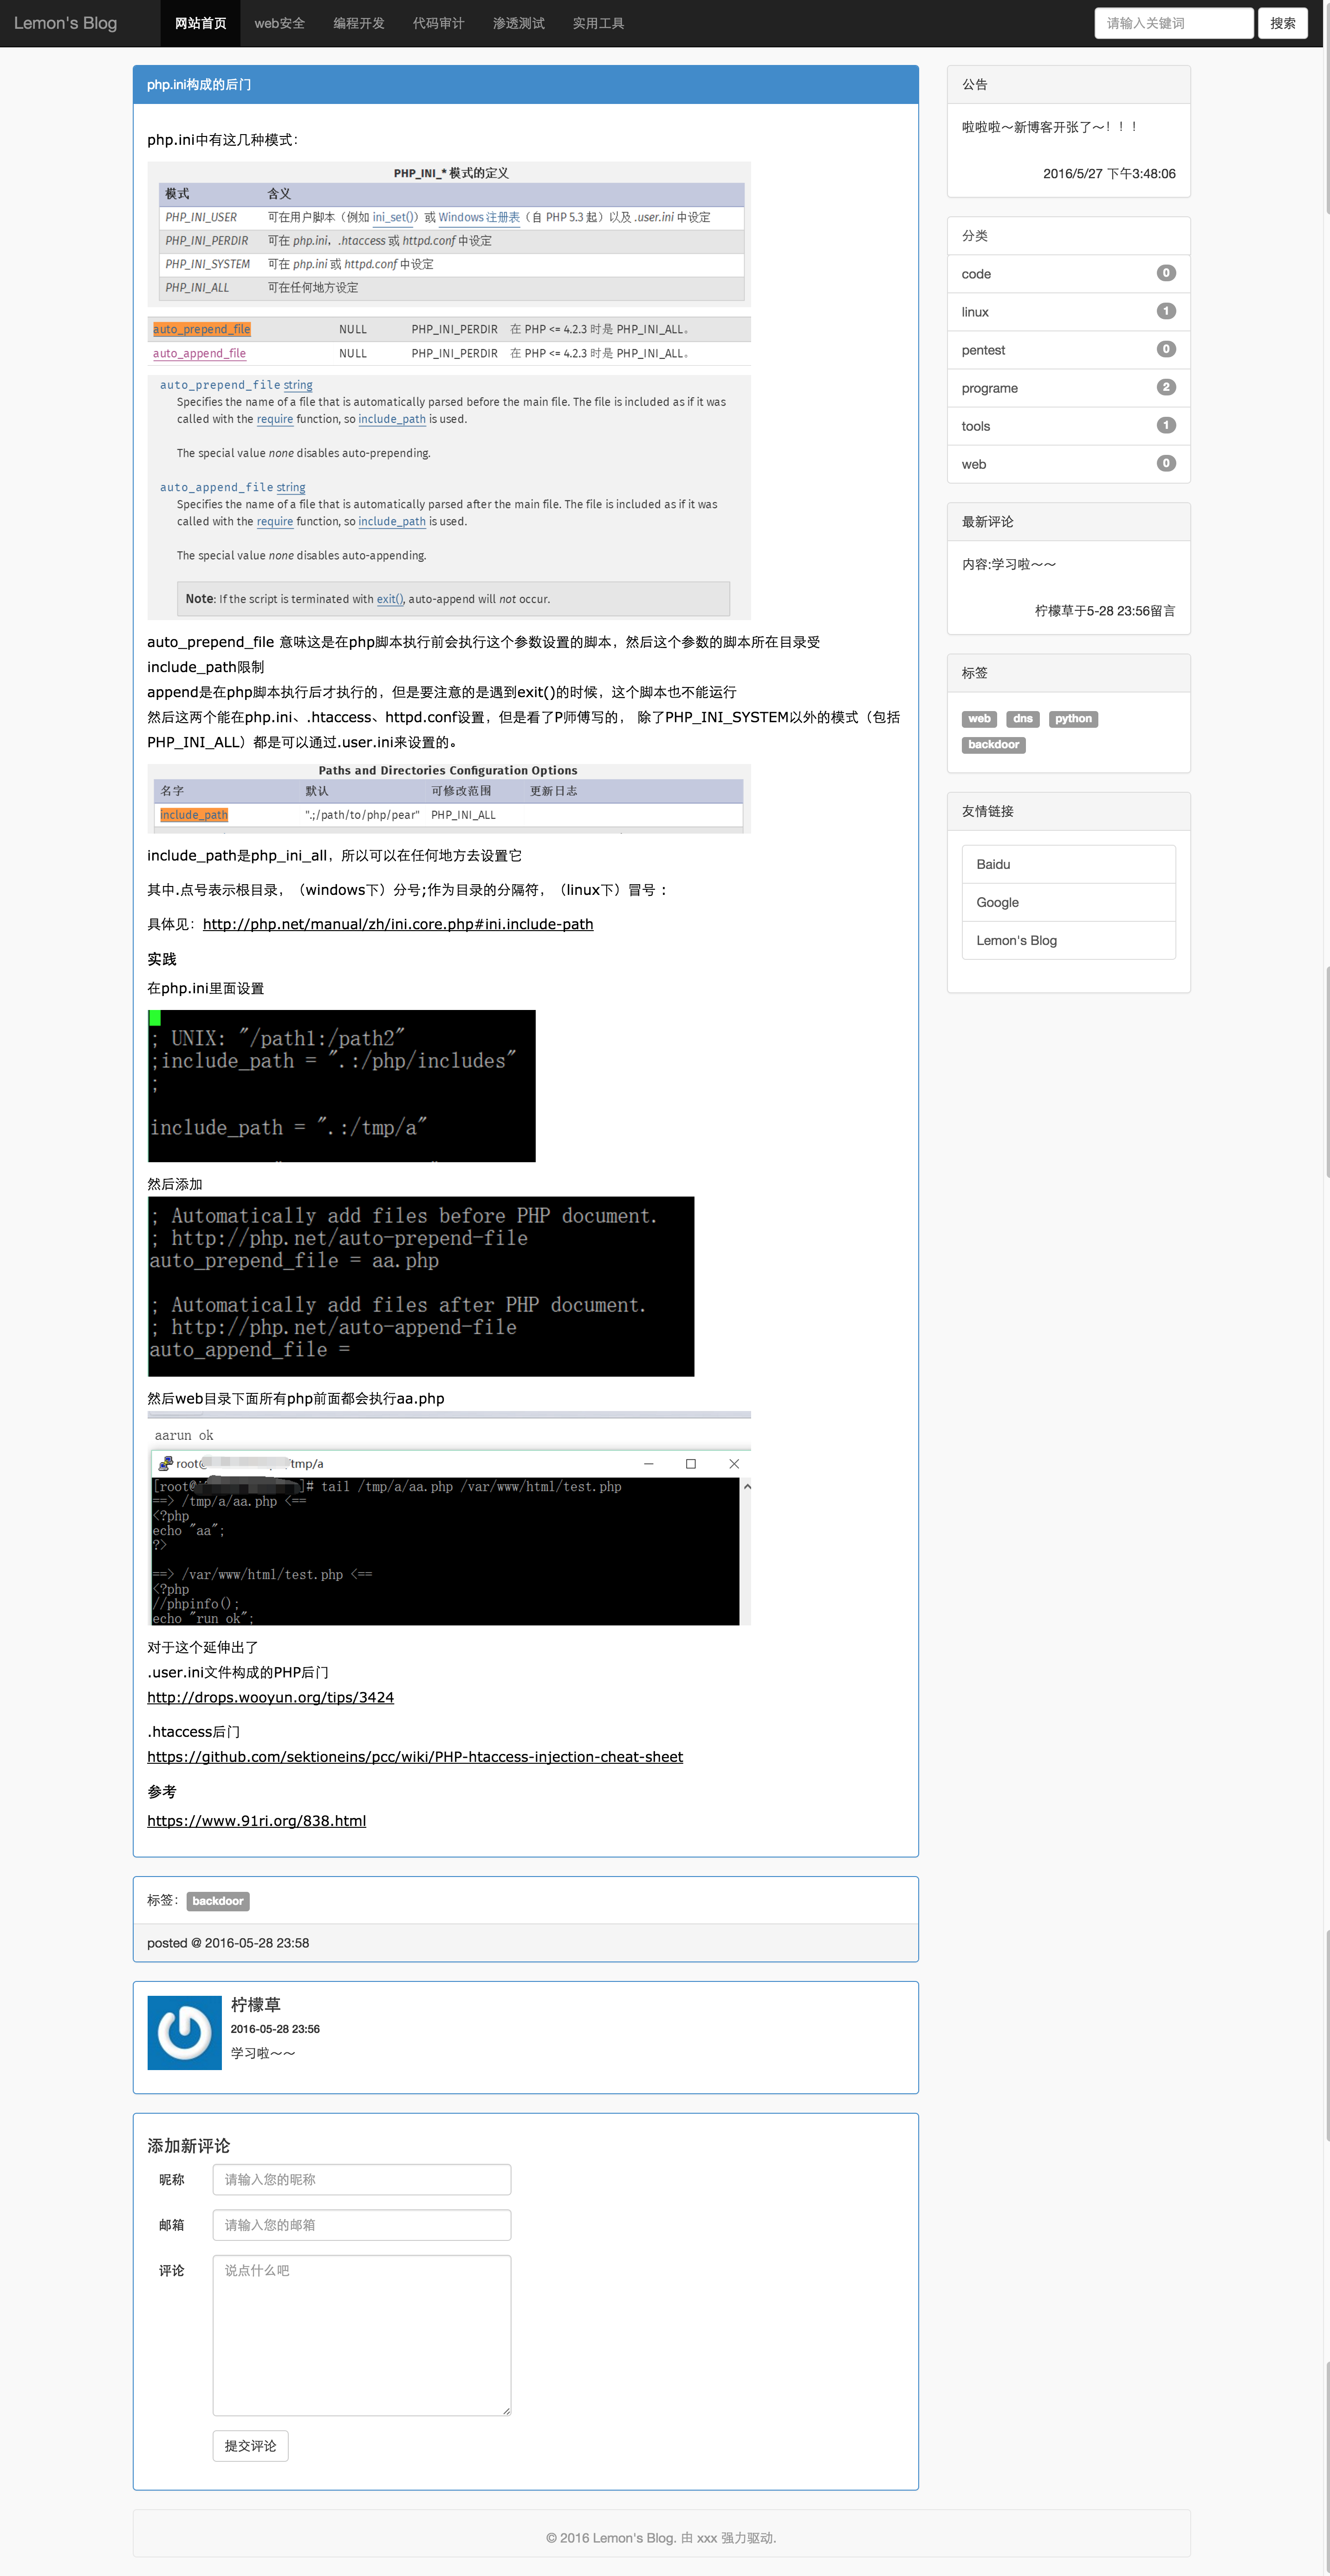 Lemon's Blog 网站首页 web安全 编程开发 代码审计 渗透测试 实用工具 请输入关键词 搜索
php.ini构成的后门
php.ini中有这几种模式：
PHP_INI_* 模式的定义
模式 含义
PHP_INI_USER 可在用户脚本（例如 ini_set()）或 Windows 注册表（自 PHP 5.3 起）以及 .user.ini 中设定
PHP_INI_PERDIR 可在 php.ini，.htaccess 或 httpd.conf 中设定
PHP_INI_SYSTEM 可在 php.ini 或 httpd.conf 中设定
PHP_INI_ALL 可在任何地方设定
auto_prepend_file NULL PHP_INI_PERDIR 在 PHP <= 4.2.3 时是 PHP_INI_ALL。
auto_append_file NULL PHP_INI_PERDIR 在 PHP <= 4.2.3 时是 PHP_INI_ALL。
auto_prepend_file string
Specifies the name of a file that is automatically parsed before the main file. The file is included as if it was
called with the require function, so include_path is used.
The special value none disables auto-prepending.
auto_append_file string
Specifies the name of a file that is automatically parsed after the main file. The file is included as if it was
called with the require function, so include_path is used.
The special value none disables auto-appending.
Note: If the script is terminated with exit(), auto-append will not occur.
auto_prepend_file 意味这是在php脚本执行前会执行这个参数设置的脚本，然后这个参数的脚本所在目录受
include_path限制
append是在php脚本执行后才执行的，但是要注意的是遇到exit()的时候，这个脚本也不能运行
然后这两个能在php.ini、.htaccess、httpd.conf设置，但是看了P师傅写的， 除了PHP_INI_SYSTEM以外的模式（包括
PHP_INI_ALL）都是可以通过.user.ini来设置的。
Paths and Directories Configuration Options
名字 默认 可修改范围 更新日志
include_path ".;/path/to/php/pear" PHP_INI_ALL
include_path是php_ini_all，所以可以在任何地方去设置它
其中.点号表示根目录，（windows下）分号;作为目录的分隔符，（linux下）冒号：
具体见：http://php.net/manual/zh/ini.core.php#ini.include-path
实践
在php.ini里面设置
; UNIX: "/path1:/path2"
;include_path = ".:/php/includes"
;
include_path = ".:/tmp/a"
然后添加
; Automatically add files before PHP document.
; http://php.net/auto-prepend-file
auto_prepend_file = aa.php
; Automatically add files after PHP document.
; http://php.net/auto-append-file
auto_append_file =
然后web目录下面所有php前面都会执行aa.php
aarun ok
root@ /tmp/a
[root@ ]# tail /tmp/a/aa.php /var/www/html/test.php
==> /tmp/a/aa.php <==
<?php
echo "aa";
?>
==> /var/www/html/test.php <==
<?php
//phpinfo();
echo "run ok";
对于这个延伸出了
.user.ini文件构成的PHP后门
http://drops.wooyun.org/tips/3424
.htaccess后门
https://github.com/sektioneins/pcc/wiki/PHP-htaccess-injection-cheat-sheet
参考
https://www.91ri.org/838.html
标签： backdoor
posted @ 2016-05-28 23:58
柠檬草
2016-05-28 23:56
学习啦～～
添加新评论
昵称 请输入您的昵称
邮箱 请输入您的邮箱
评论 说点什么吧
提交评论
公告
啦啦啦～新博客开张了～！！！
2016/5/27 下午3:48:06
分类
code 0
linux 1
pentest 0
programe 2
tools 1
web 0
最新评论
内容:学习啦～～
柠檬草于5-28 23:56留言
标签
web dns python
backdoor
友情链接
Baidu
Google
Lemon's Blog
© 2016 Lemon's Blog. 由 xxx 强力驱动.